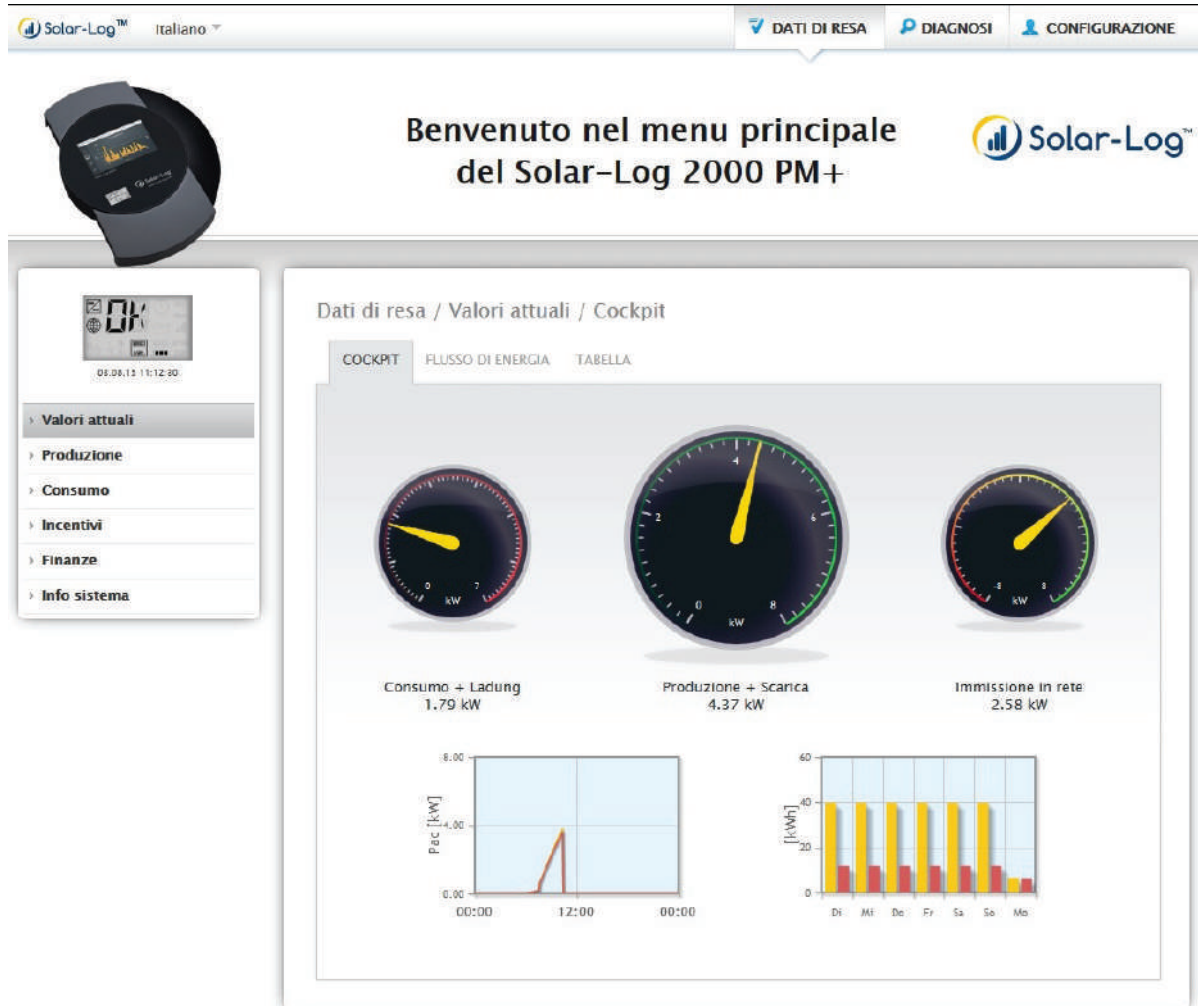 Solar-Log™
Italiano
DATI DI RESA
DIAGNOSI
CONFIGURAZIONE
Benvenuto nel menu principale
del Solar-Log 2000 PM+
Solar-Log™
Solar-Log
OK
Dati di resa / Valori attuali / Cockpit
COCKPIT
FLUSSO DI ENERGIA
TABELLA
Valori attuali
Produzione
Consumo
Incentivi
Finanze
Info sistema
0 7
kW
0 2 4 6 8
kW
-8 8
kW
Consumo + Ladung
1.79 kW
Produzione + Scarica
4.37 kW
Immissione in rete
2.58 kW
Pac [kW]
8.00
4.00
0.00
00:00 12:00 00:00
[kWh]
60
40
20
0
Di Mi Do Fr Sa So Mo